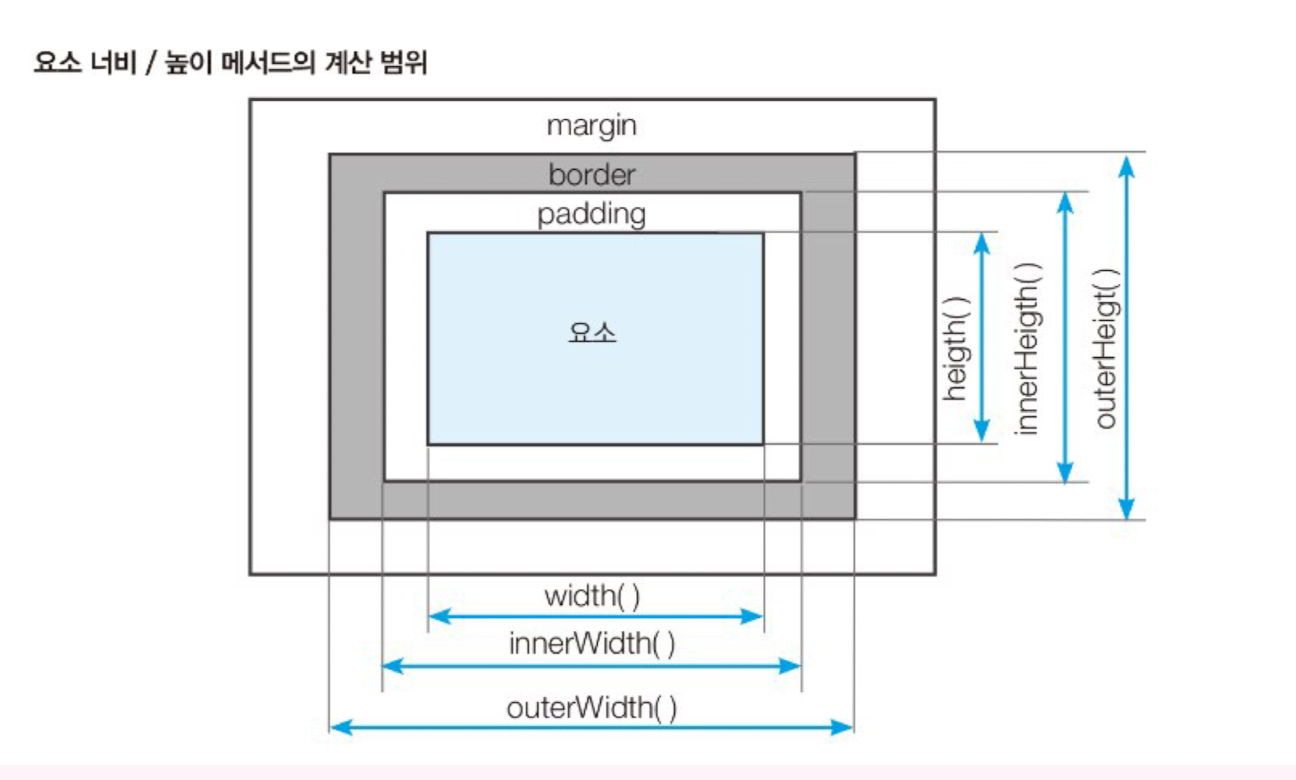 요소 너비 / 높이 메서드의 계산 범위
margin
border
padding
요소
heigth( )
innerHeigth( )
outerHeigt( )
width( )
innerWidth( )
outerWidth( )